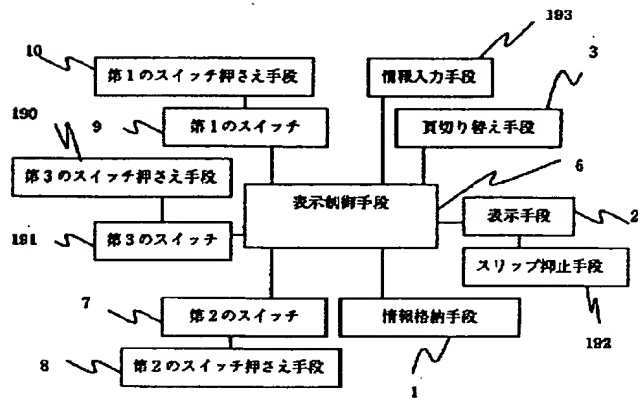 193
10
第1のスイッチ押さえ手段
情報入力手段
3
190
9
第1のスイッチ
頁切り替え手段
第3のスイッチ押さえ手段
6
表示制御手段
表示手段
2
191
第3のスイッチ
スリップ抑止手段
7
第2のスイッチ
情報格納手段
192
8
第2のスイッチ押さえ手段
1